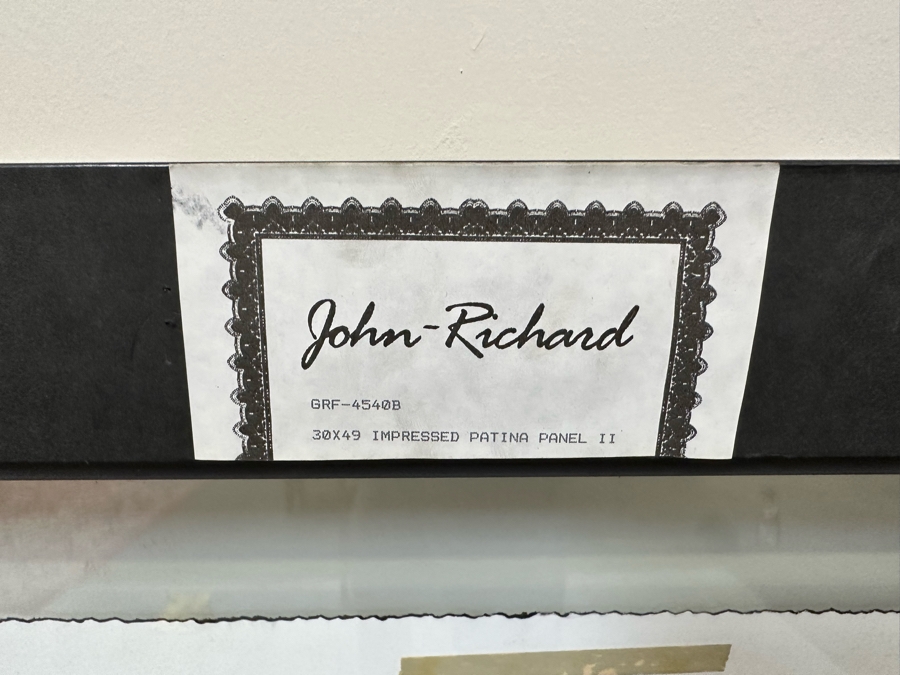 John-Richard
GRF-4540B
30X49 IMPRESSED PATINA PANEL II